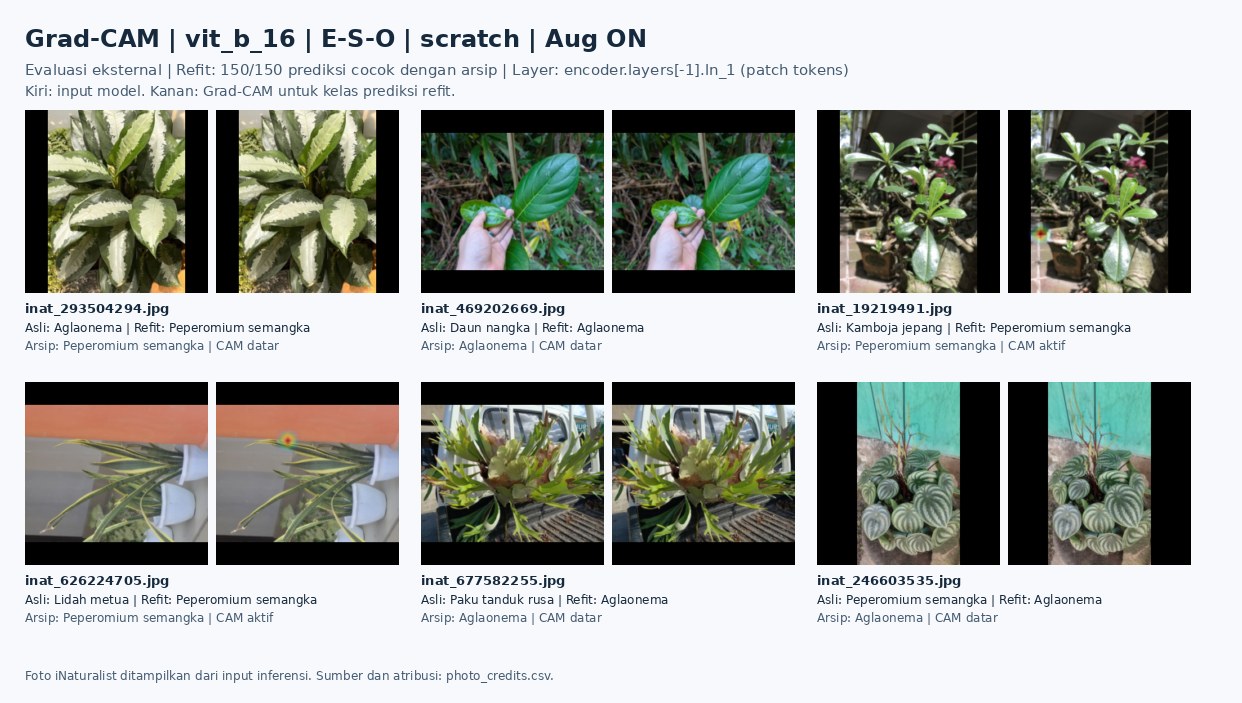 Grad-CAM | vit_b_16 | E-S-O | scratch | Aug ON
Evaluasi eksternal | Refit: 150/150 prediksi cocok dengan arsip | Layer: encoder.layers[-1].ln_1 (patch tokens)
Kiri: input model. Kanan: Grad-CAM untuk kelas prediksi refit.
inat_293504294.jpg
Asli: Aglaonema | Refit: Peperomium semangka
Arsip: Peperomium semangka | CAM datar
inat_469202669.jpg
Asli: Daun nangka | Refit: Aglaonema
Arsip: Aglaonema | CAM datar
inat_19219491.jpg
Asli: Kamboja jepang | Refit: Peperomium semangka
Arsip: Peperomium semangka | CAM aktif
inat_626224705.jpg
Asli: Lidah metua | Refit: Peperomium semangka
Arsip: Peperomium semangka | CAM aktif
inat_677582255.jpg
Asli: Paku tanduk rusa | Refit: Aglaonema
Arsip: Aglaonema | CAM datar
inat_246603535.jpg
Asli: Peperomium semangka | Refit: Aglaonema
Arsip: Aglaonema | CAM datar
Foto iNaturalist ditampilkan dari input inferensi. Sumber dan atribusi: photo_credits.csv.